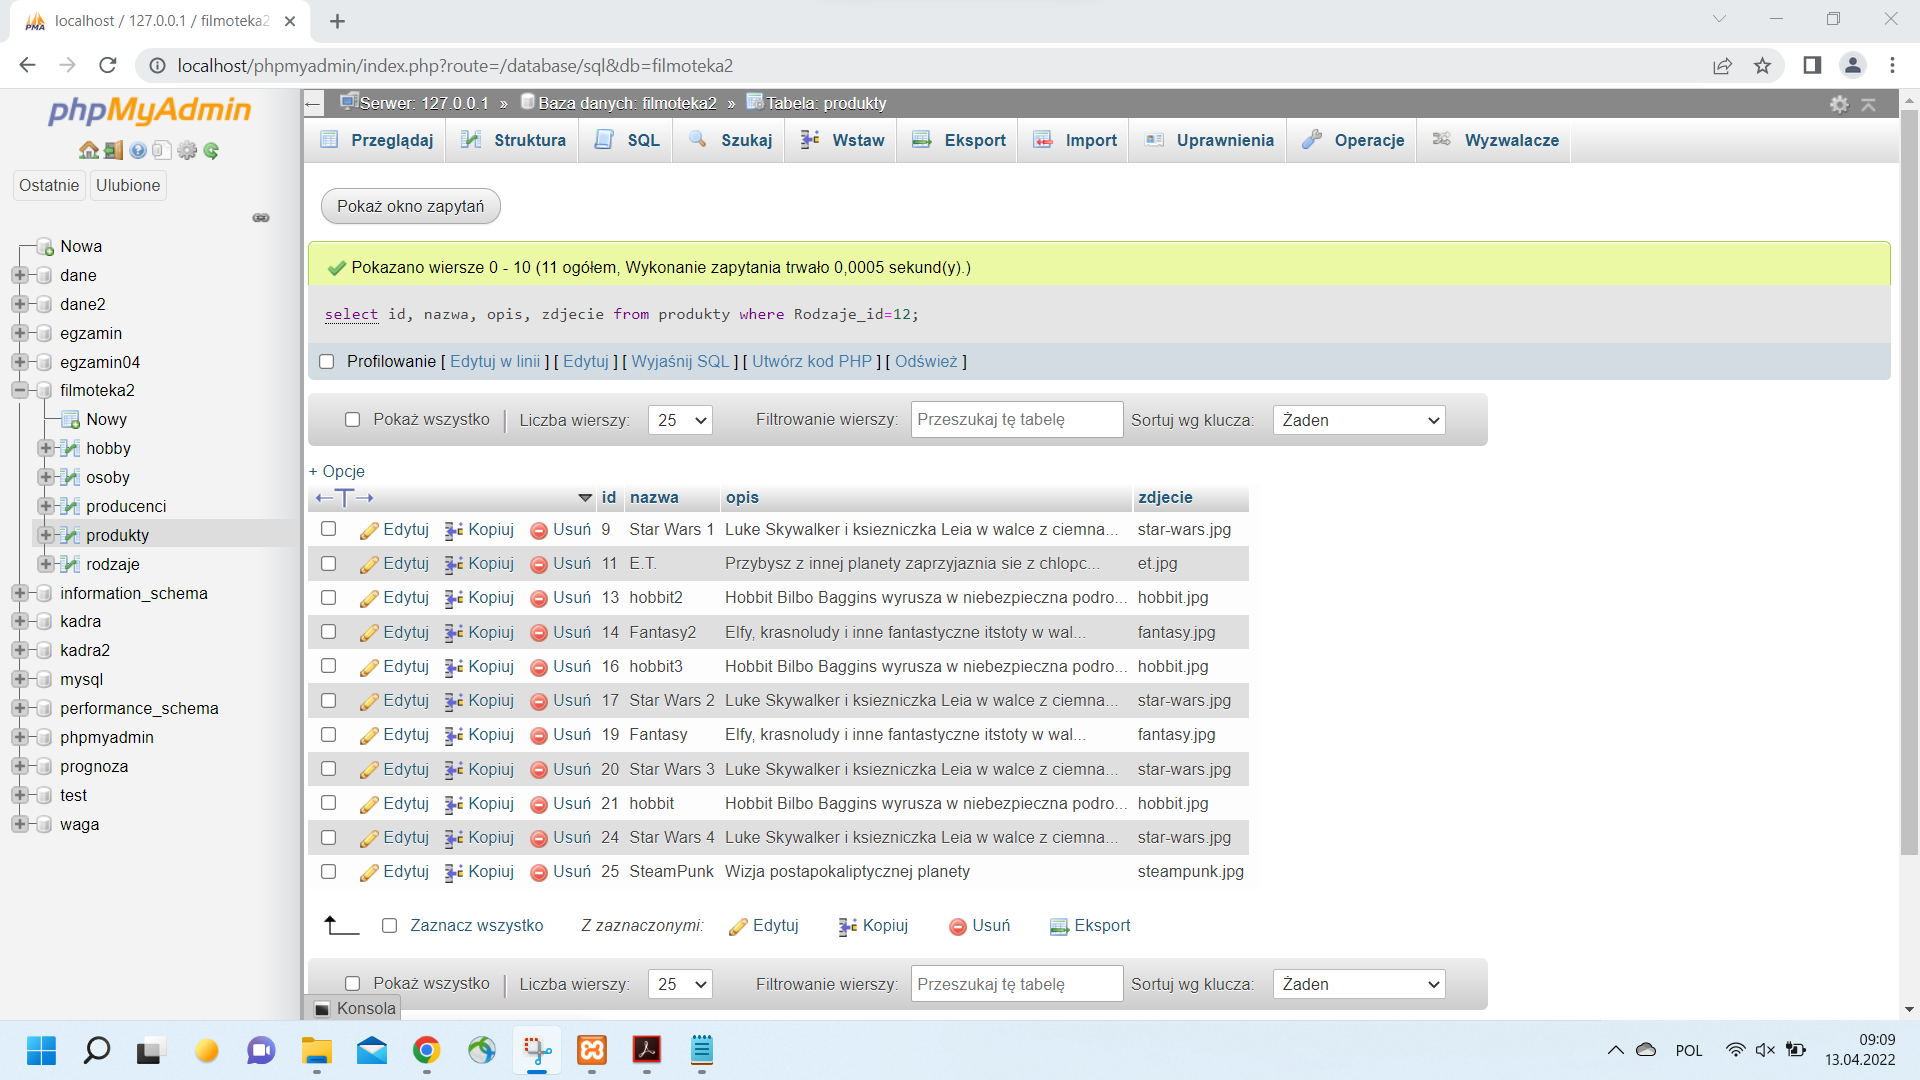 localhost / 127.0.0.1 / filmoteka2
localhost/phpmyadmin/index.php?route=/database/sql&db=filmoteka2
phpMyAdmin
Ostatnie Ulubione
Nowa
dane
dane2
egzamin
egzamin04
filmoteka2
Nowy
hobby
osoby
producenci
produkty
rodzaje
information_schema
kadra
kadra2
mysql
performance_schema
phpmyadmin
prognoza
test
waga
Serwer: 127.0.0.1 » Baza danych: filmoteka2 » Tabela: produkty
Przeglądaj Struktura SQL Szukaj Wstaw Eksport Import Uprawnienia Operacje Wyzwalacze
Pokaż okno zapytań
Pokazano wiersze 0 - 10 (11 ogółem, Wykonanie zapytania trwało 0,0005 sekund(y).)
select id, nazwa, opis, zdjecie from produkty where Rodzaje_id=12;
Profilowanie [ Edytuj w linii ] [ Edytuj ] [ Wyjaśnij SQL ] [ Utwórz kod PHP ] [ Odśwież ]
Pokaż wszystko Liczba wierszy: 25 Filtrowanie wierszy: Przeszukaj tę tabelę Sortuj wg klucza: Żaden
+ Opcje
id nazwa opis zdjecie
Edytuj Kopiuj Usuń 9 Star Wars 1 Luke Skywalker i ksiezniczka Leia w walce z ciemna... star-wars.jpg
Edytuj Kopiuj Usuń 11 E.T. Przybysz z innej planety zaprzyjaznia sie z chlopc... et.jpg
Edytuj Kopiuj Usuń 13 hobbit2 Hobbit Bilbo Baggins wyrusza w niebezpieczna podro... hobbit.jpg
Edytuj Kopiuj Usuń 14 Fantasy2 Elfy, krasnoludy i inne fantastyczne itstoty w wal... fantasy.jpg
Edytuj Kopiuj Usuń 16 hobbit3 Hobbit Bilbo Baggins wyrusza w niebezpieczna podro... hobbit.jpg
Edytuj Kopiuj Usuń 17 Star Wars 2 Luke Skywalker i ksiezniczka Leia w walce z ciemna... star-wars.jpg
Edytuj Kopiuj Usuń 19 Fantasy Elfy, krasnoludy i inne fantastyczne itstoty w wal... fantasy.jpg
Edytuj Kopiuj Usuń 20 Star Wars 3 Luke Skywalker i ksiezniczka Leia w walce z ciemna... star-wars.jpg
Edytuj Kopiuj Usuń 21 hobbit Hobbit Bilbo Baggins wyrusza w niebezpieczna podro... hobbit.jpg
Edytuj Kopiuj Usuń 24 Star Wars 4 Luke Skywalker i ksiezniczka Leia w walce z ciemna... star-wars.jpg
Edytuj Kopiuj Usuń 25 SteamPunk Wizja postapokaliptycznej planety steampunk.jpg
Zaznacz wszystko Z zaznaczonymi: Edytuj Kopiuj Usuń Eksport
Pokaż wszystko Liczba wierszy: 25 Filtrowanie wierszy: Przeszukaj tę tabelę Sortuj wg klucza: Żaden
Konsola
POL
09:09
13.04.2022